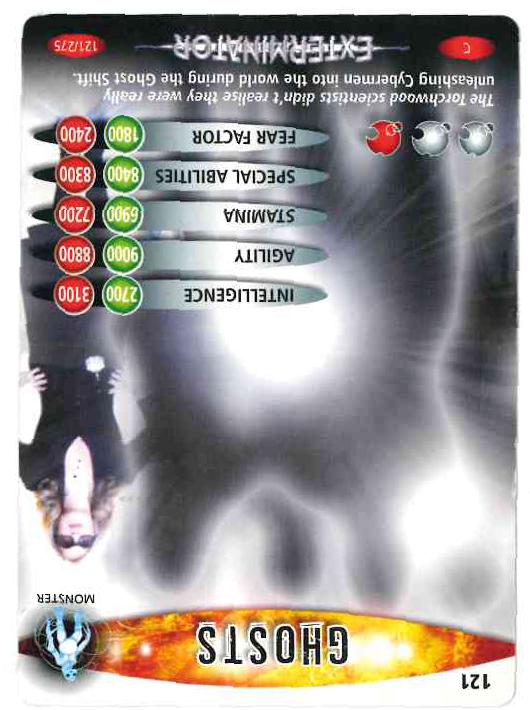 121
GHOSTS
MONSTER
INTELLIGENCE 2700 3100
AGILITY 9000 8800
STAMINA 6900 7200
SPECIAL ABILITIES 8400 8300
FEAR FACTOR 1800 2400
The Torchwood scientists didn't realise they were really
unleashing Cybermen into the world during the Ghost Shift.
C EXTERMINATOR 121/275